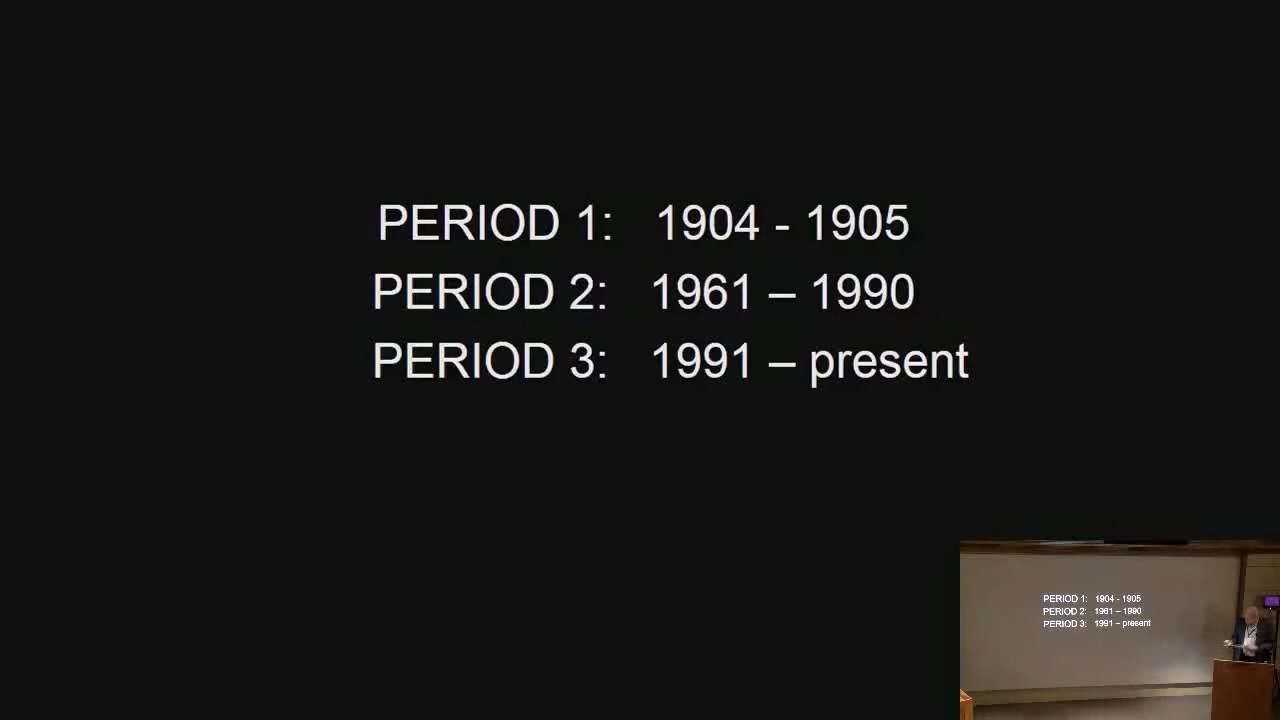 PERIOD 1: 1904 - 1905
PERIOD 2: 1961 – 1990
PERIOD 3: 1991 – present
PERIOD 1: 1904 - 1905
PERIOD 2: 1961 – 1990
PERIOD 3: 1991 – present